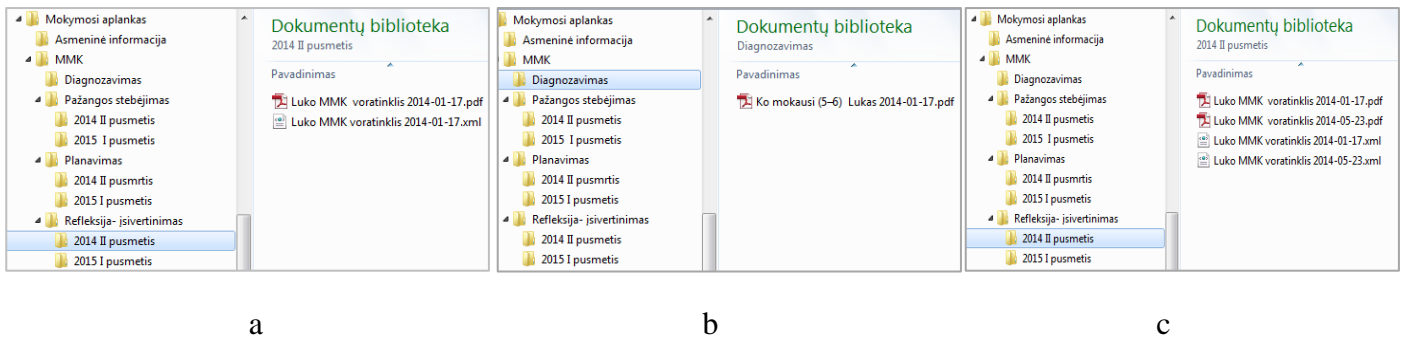 Mokymosi aplankas
Asmeninė informacija
MMK
Diagnozavimas
Pažangos stebėjimas
2014 II pusmetis
2015 I pusmetis
Planavimas
2014 II pusmrtis
2015 I pusmetis
Refleksija- įsivertinimas
2014 II pusmetis
2015 I pusmetis
Dokumentų biblioteka
2014 II pusmetis
Pavadinimas
Luko MMK voratinklis 2014-01-17.pdf
Luko MMK voratinklis 2014-01-17.xml
Mokymosi aplankas
Asmeninė informacija
MMK
Diagnozavimas
Pažangos stebėjimas
2014 II pusmetis
2015 I pusmetis
Planavimas
2014 II pusmrtis
2015 I pusmetis
Refleksija- įsivertinimas
2014 II pusmetis
2015 I pusmetis
Dokumentų biblioteka
Diagnozavimas
Pavadinimas
Ko mokausi (5–6) Lukas 2014-01-17.pdf
Mokymosi aplankas
Asmeninė informacija
MMK
Diagnozavimas
Pažangos stebėjimas
2014 II pusmetis
2015 I pusmetis
Planavimas
2014 II pusmrtis
2015 I pusmetis
Refleksija- įsivertinimas
2014 II pusmetis
2015 I pusmetis
Dokumentų biblioteka
2014 II pusmetis
Pavadinimas
Luko MMK voratinklis 2014-01-17.pdf
Luko MMK voratinklis 2014-05-23.pdf
Luko MMK voratinklis 2014-01-17.xml
Luko MMK voratinklis 2014-05-23.xml
a
b
c